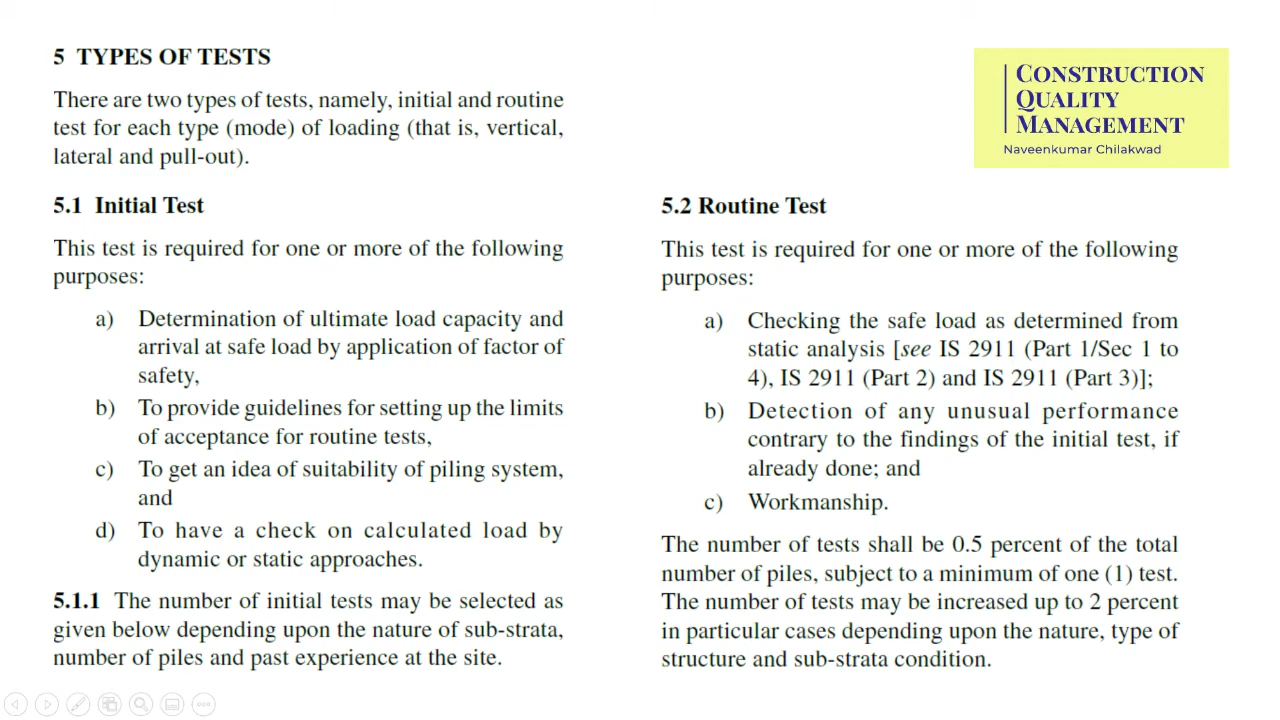 5 TYPES OF TESTS
There are two types of tests, namely, initial and routine
test for each type (mode) of loading (that is, vertical,
lateral and pull-out).
5.1 Initial Test
This test is required for one or more of the following
purposes:
a) Determination of ultimate load capacity and
arrival at safe load by application of factor of
safety,
b) To provide guidelines for setting up the limits
of acceptance for routine tests,
c) To get an idea of suitability of piling system,
and
d) To have a check on calculated load by
dynamic or static approaches.
5.1.1 The number of initial tests may be selected as
given below depending upon the nature of sub-strata,
number of piles and past experience at the site.
CONSTRUCTION
QUALITY
MANAGEMENT
Naveenkumar Chilakwad
5.2 Routine Test
This test is required for one or more of the following
purposes:
a) Checking the safe load as determined from
static analysis [see IS 2911 (Part 1/Sec 1 to
4), IS 2911 (Part 2) and IS 2911 (Part 3)];
b) Detection of any unusual performance
contrary to the findings of the initial test, if
already done; and
c) Workmanship.
The number of tests shall be 0.5 percent of the total
number of piles, subject to a minimum of one (1) test.
The number of tests may be increased up to 2 percent
in particular cases depending upon the nature, type of
structure and sub-strata condition.